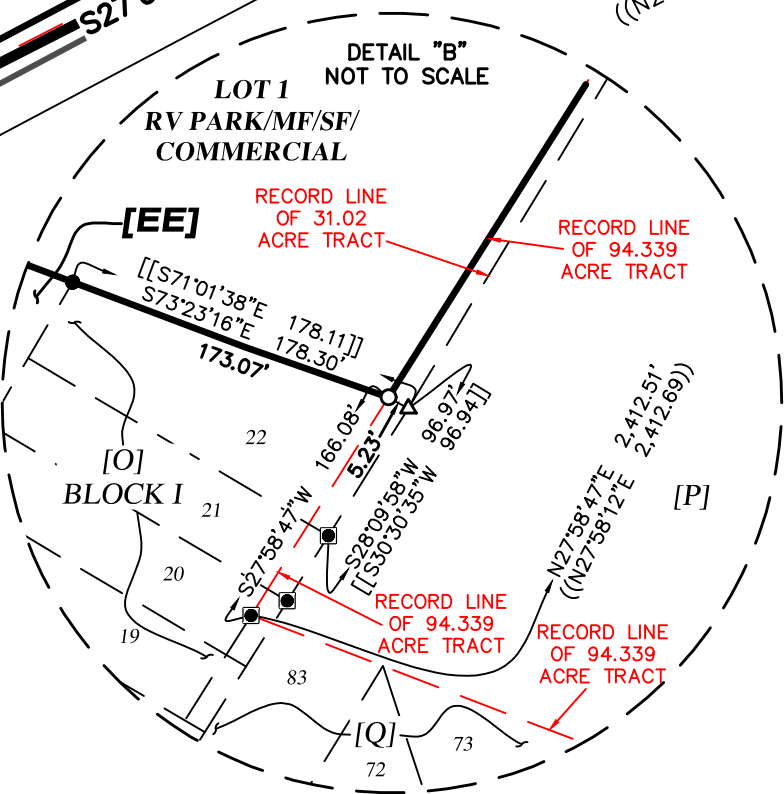 S27°
((N2
DETAIL "B"
NOT TO SCALE
LOT 1
RV PARK/MF/SF/
COMMERCIAL
RECORD LINE
OF 31.02
ACRE TRACT
RECORD LINE
OF 94.339
ACRE TRACT
[EE]
[[S71°01'38"E 178.11]]
S73°23'16"E 178.30'
173.07'
22
[O]
BLOCK I
21
20
19
166.08'
S27°58'47"W
5.23'
96.97'
S28°09'58"W
96.94]]
[[S30°30'35"W
N27°58'47"E 2,412.51'
((N27°58'12"E 2,412.69))
[P]
RECORD LINE
OF 94.339
ACRE TRACT
RECORD LINE
OF 94.339
ACRE TRACT
83
[Q]
73
72